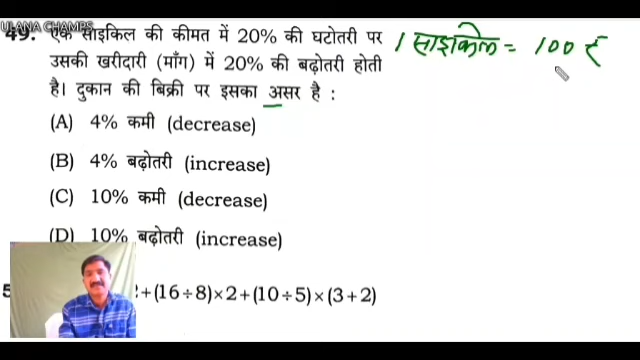 ULANA CHAMPS
49. एक साइकिल की कीमत में 20% की घटोतरी पर
उसकी खरीदारी (माँग) में 20% की बढ़ोतरी होती
है। दुकान की बिक्री पर इसका असर है :
1 साइकिल = 100 ₹
(A) 4% कमी (decrease)
(B) 4% बढ़ोतरी (increase)
(C) 10% कमी (decrease)
(D) 10% बढ़ोतरी (increase)
+(16÷8)×2+(10÷5)×(3+2)